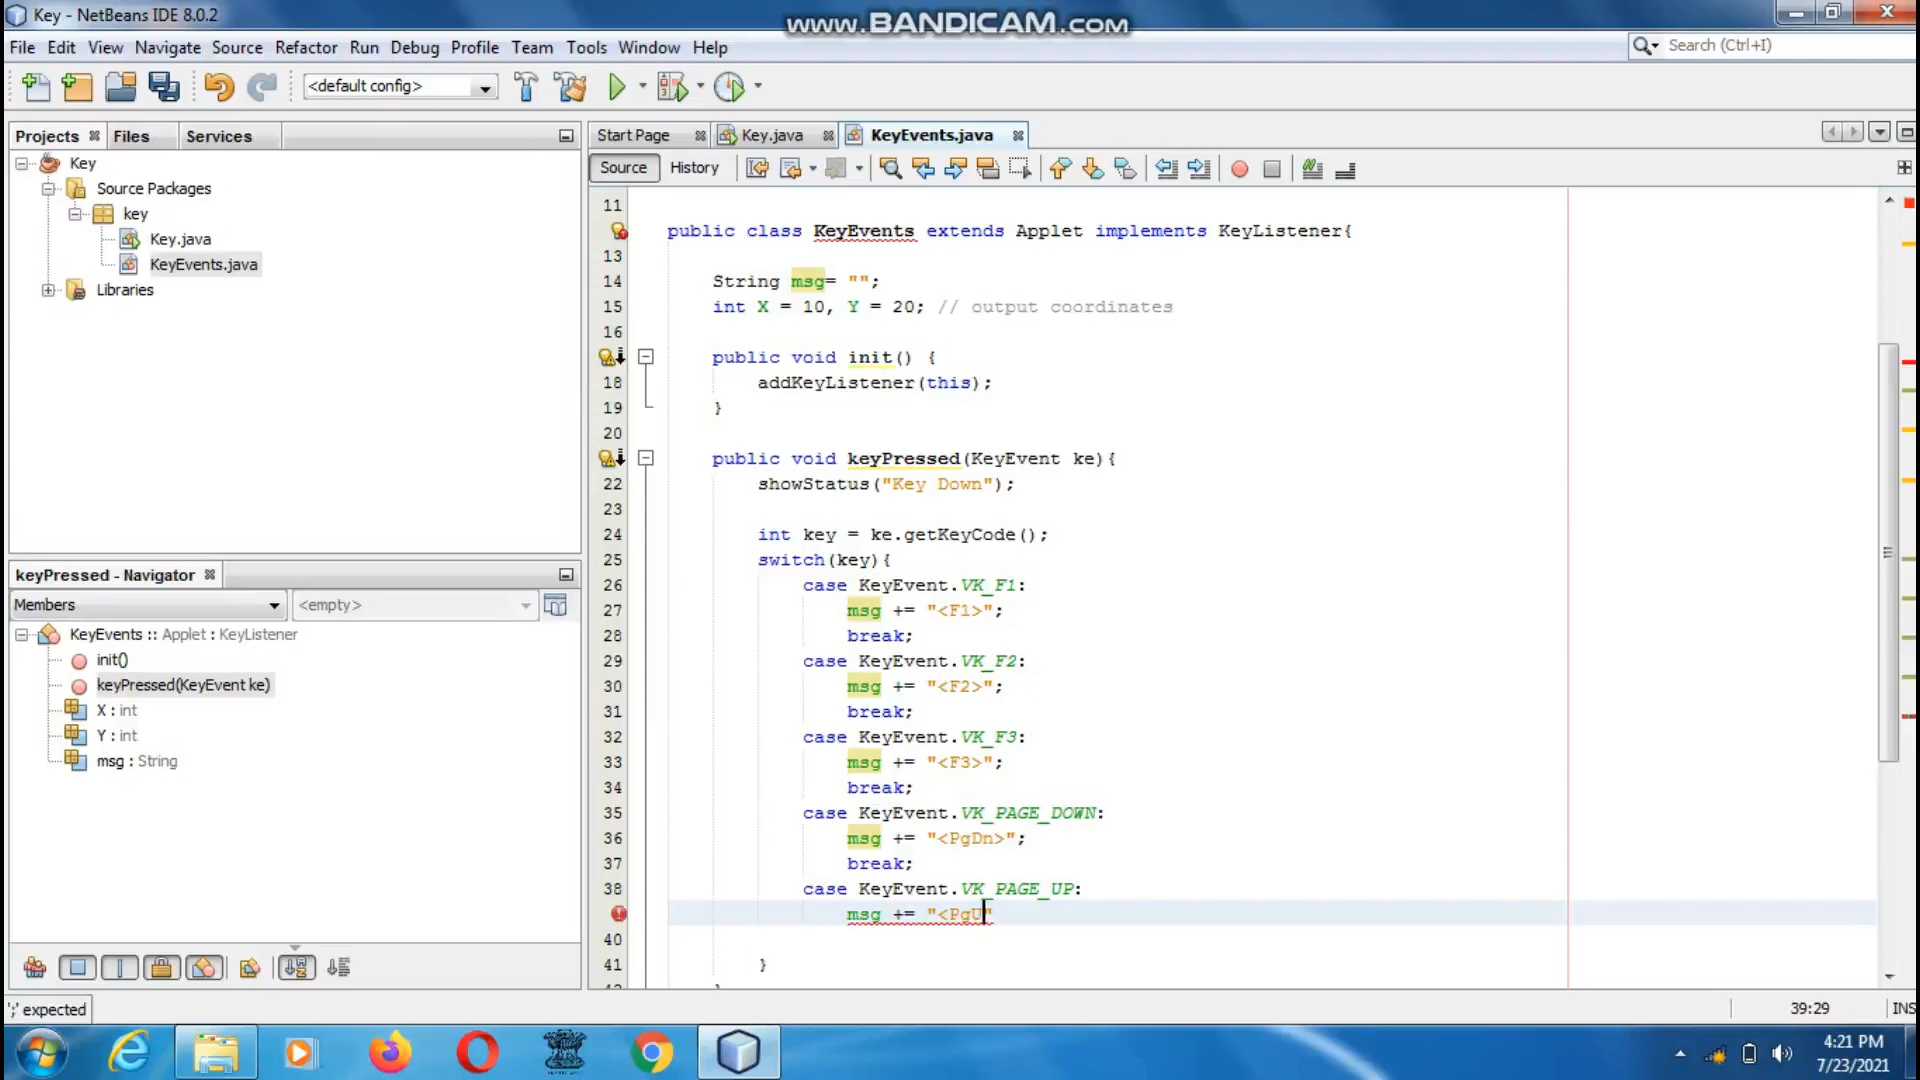 Key - NetBeans IDE 8.0.2
www.BANDICAM.com
File Edit View Navigate Source Refactor Run Debug Profile Team Tools Window Help
Search (Ctrl+I)
<default config>
Projects Files Services
Start Page Key.java KeyEvents.java
Source History
Key
Source Packages
key
Key.java
KeyEvents.java
Libraries
keyPressed - Navigator
Members <empty>
KeyEvents :: Applet : KeyListener
init()
keyPressed(KeyEvent ke)
X : int
Y : int
msg : String
11
public class KeyEvents extends Applet implements KeyListener{
13
14 String msg= "";
15 int X = 10, Y = 20; // output coordinates
16
public void init() {
18 addKeyListener(this);
19 }
20
public void keyPressed(KeyEvent ke){
22 showStatus("Key Down");
23
24 int key = ke.getKeyCode();
25 switch(key){
26 case KeyEvent.VK_F1:
27 msg += "<F1>";
28 break;
29 case KeyEvent.VK_F2:
30 msg += "<F2>";
31 break;
32 case KeyEvent.VK_F3:
33 msg += "<F3>";
34 break;
35 case KeyEvent.VK_PAGE_DOWN:
36 msg += "<PgDn>";
37 break;
38 case KeyEvent.VK_PAGE_UP:
msg += "<PgU"
40
41 }
';' expected
39:29 INS
4:21 PM
7/23/2021